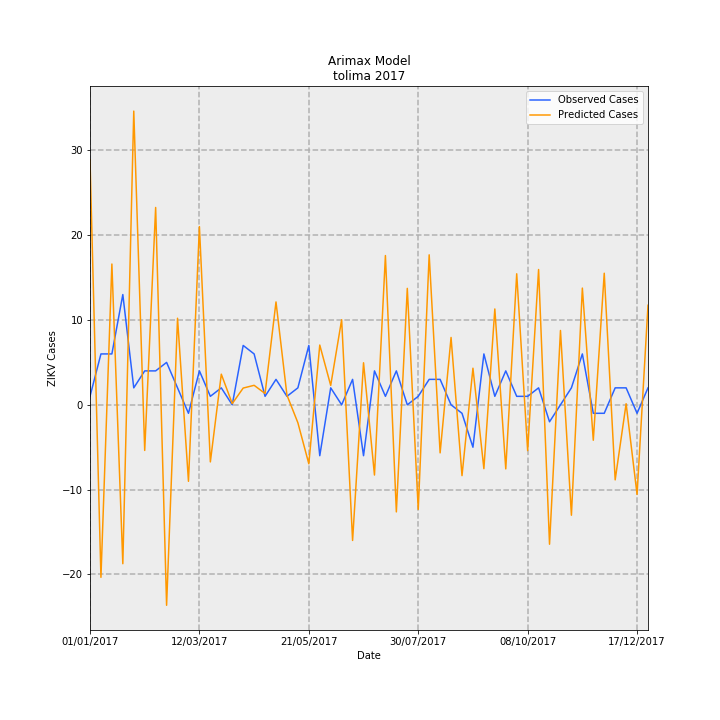 Arimax Model
tolima 2017
Observed Cases
Predicted Cases
30
20
10
0
−10
−20
ZIKV Cases
01/01/2017
12/03/2017
21/05/2017
30/07/2017
08/10/2017
17/12/2017
Date